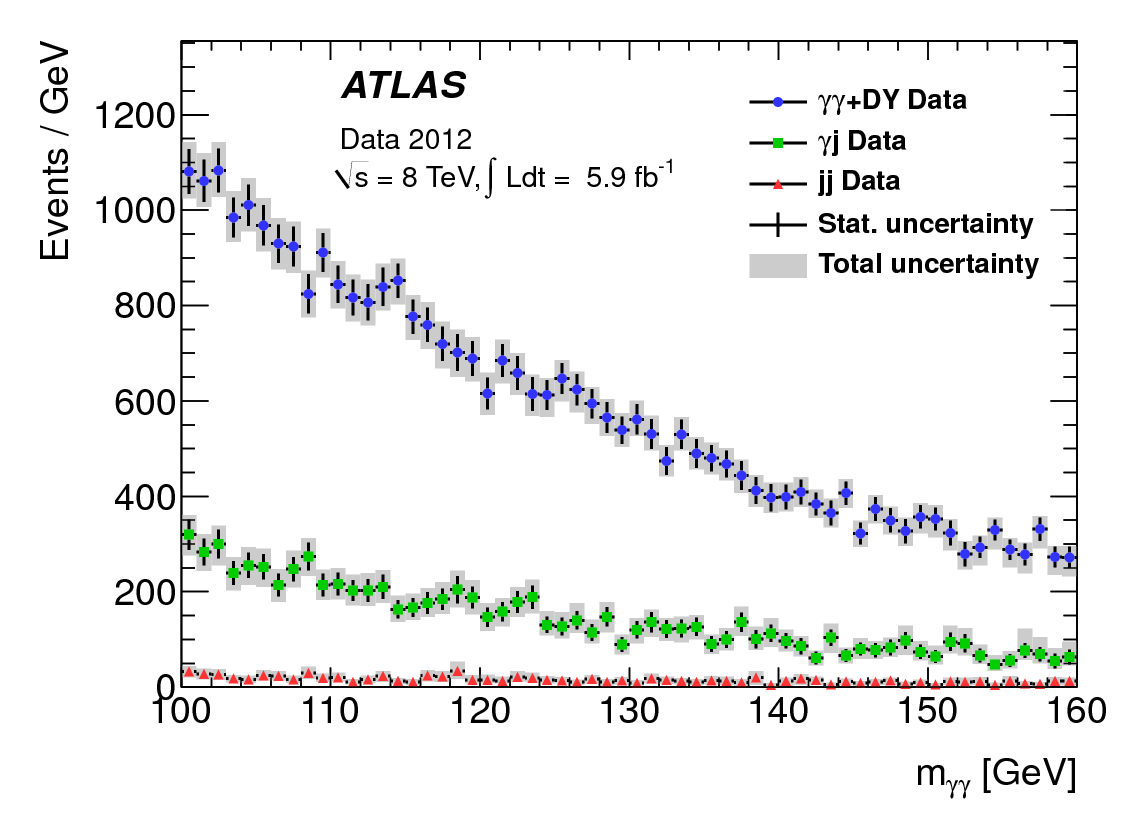 Events / GeV
1200
1000
800
600
400
200
0
ATLAS
Data 2012
√s = 8 TeV, ∫ Ldt = 5.9 fb⁻¹
γγ+DY Data
γj Data
jj Data
Stat. uncertainty
Total uncertainty
100 110 120 130 140 150 160
m_γγ [GeV]